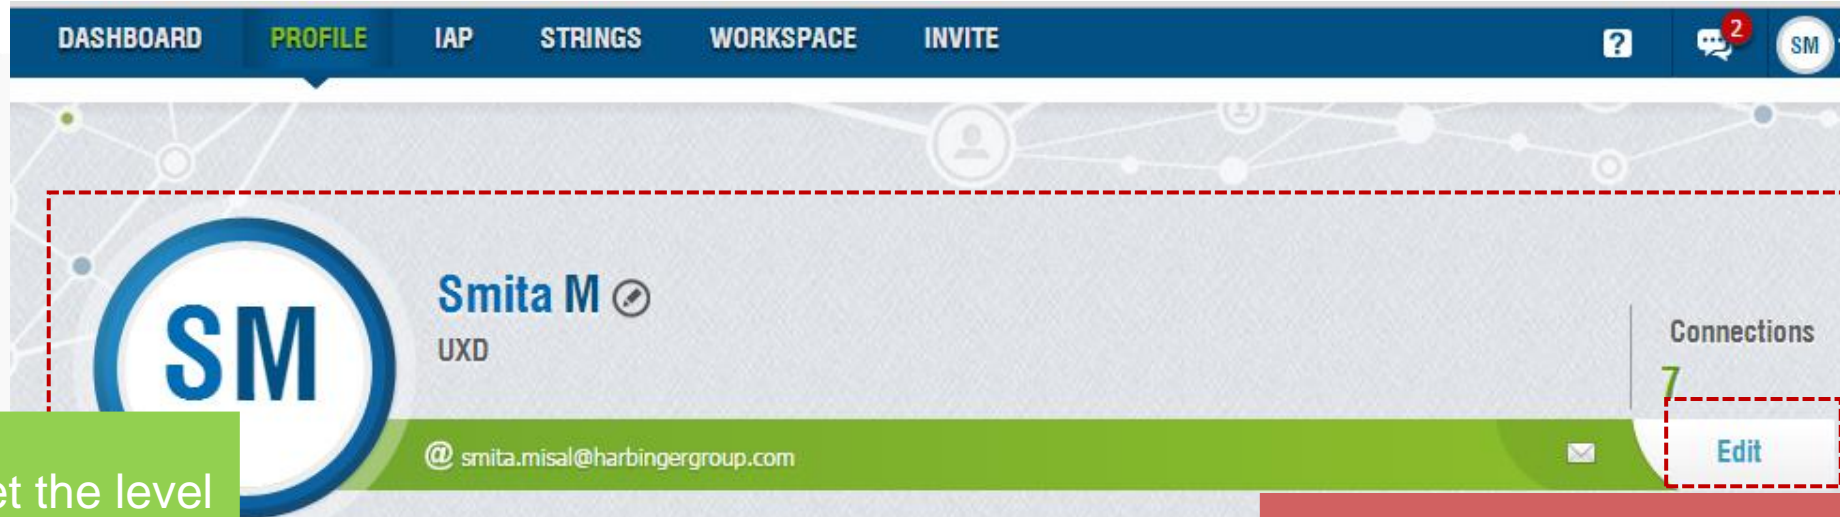 DASHBOARD PROFILE IAP STRINGS WORKSPACE INVITE ? 2 SM
Smita M
UXD
SM
Connections
7
@ smita.misal@harbingergroup.com
Edit
the level